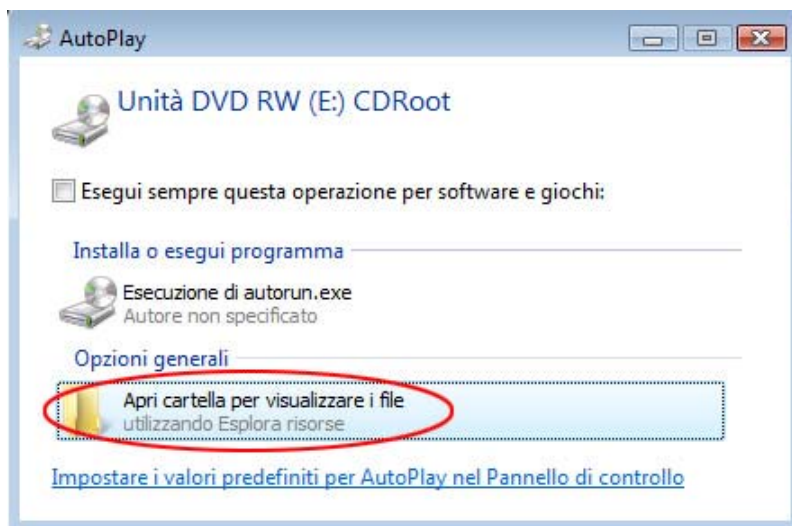 AutoPlay
Unità DVD RW (E:) CDRoot
Esegui sempre questa operazione per software e giochi:
Installa o esegui programma
Esecuzione di autorun.exe
Autore non specificato
Opzioni generali
Apri cartella per visualizzare i file
utilizzando Esplora risorse
Impostare i valori predefiniti per AutoPlay nel Pannello di controllo